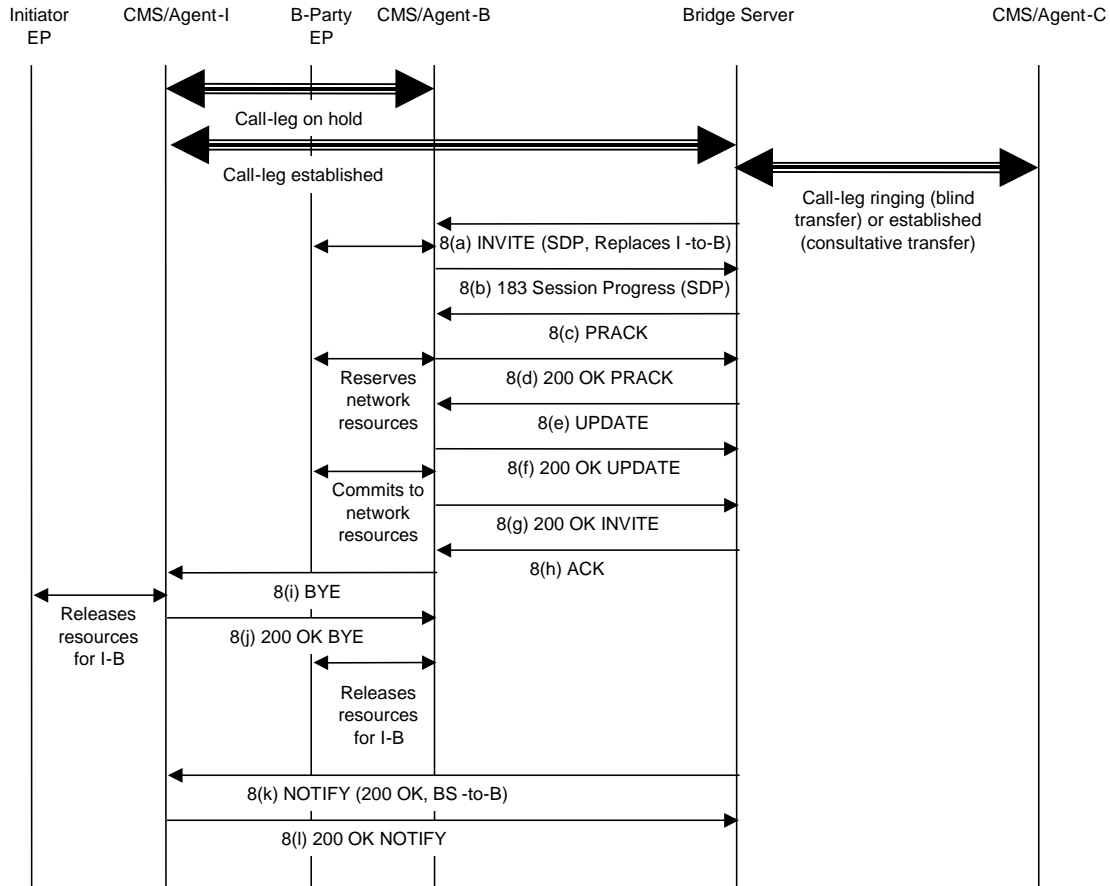 Initiator
EP
CMS/Agent-I
B-Party
EP
CMS/Agent-B
Bridge Server
CMS/Agent-C
Call-leg on hold
Call-leg established
Call-leg ringing (blind
transfer) or established
(consultative transfer)
8(a) INVITE (SDP, Replaces I -to-B)
8(b) 183 Session Progress (SDP)
8(c) PRACK
Reserves
network
resources
8(d) 200 OK PRACK
8(e) UPDATE
8(f) 200 OK UPDATE
Commits to
network
resources
8(g) 200 OK INVITE
8(h) ACK
8(i) BYE
Releases
resources
for I-B
8(j) 200 OK BYE
Releases
resources
for I-B
8(k) NOTIFY (200 OK, BS -to-B)
8(l) 200 OK NOTIFY